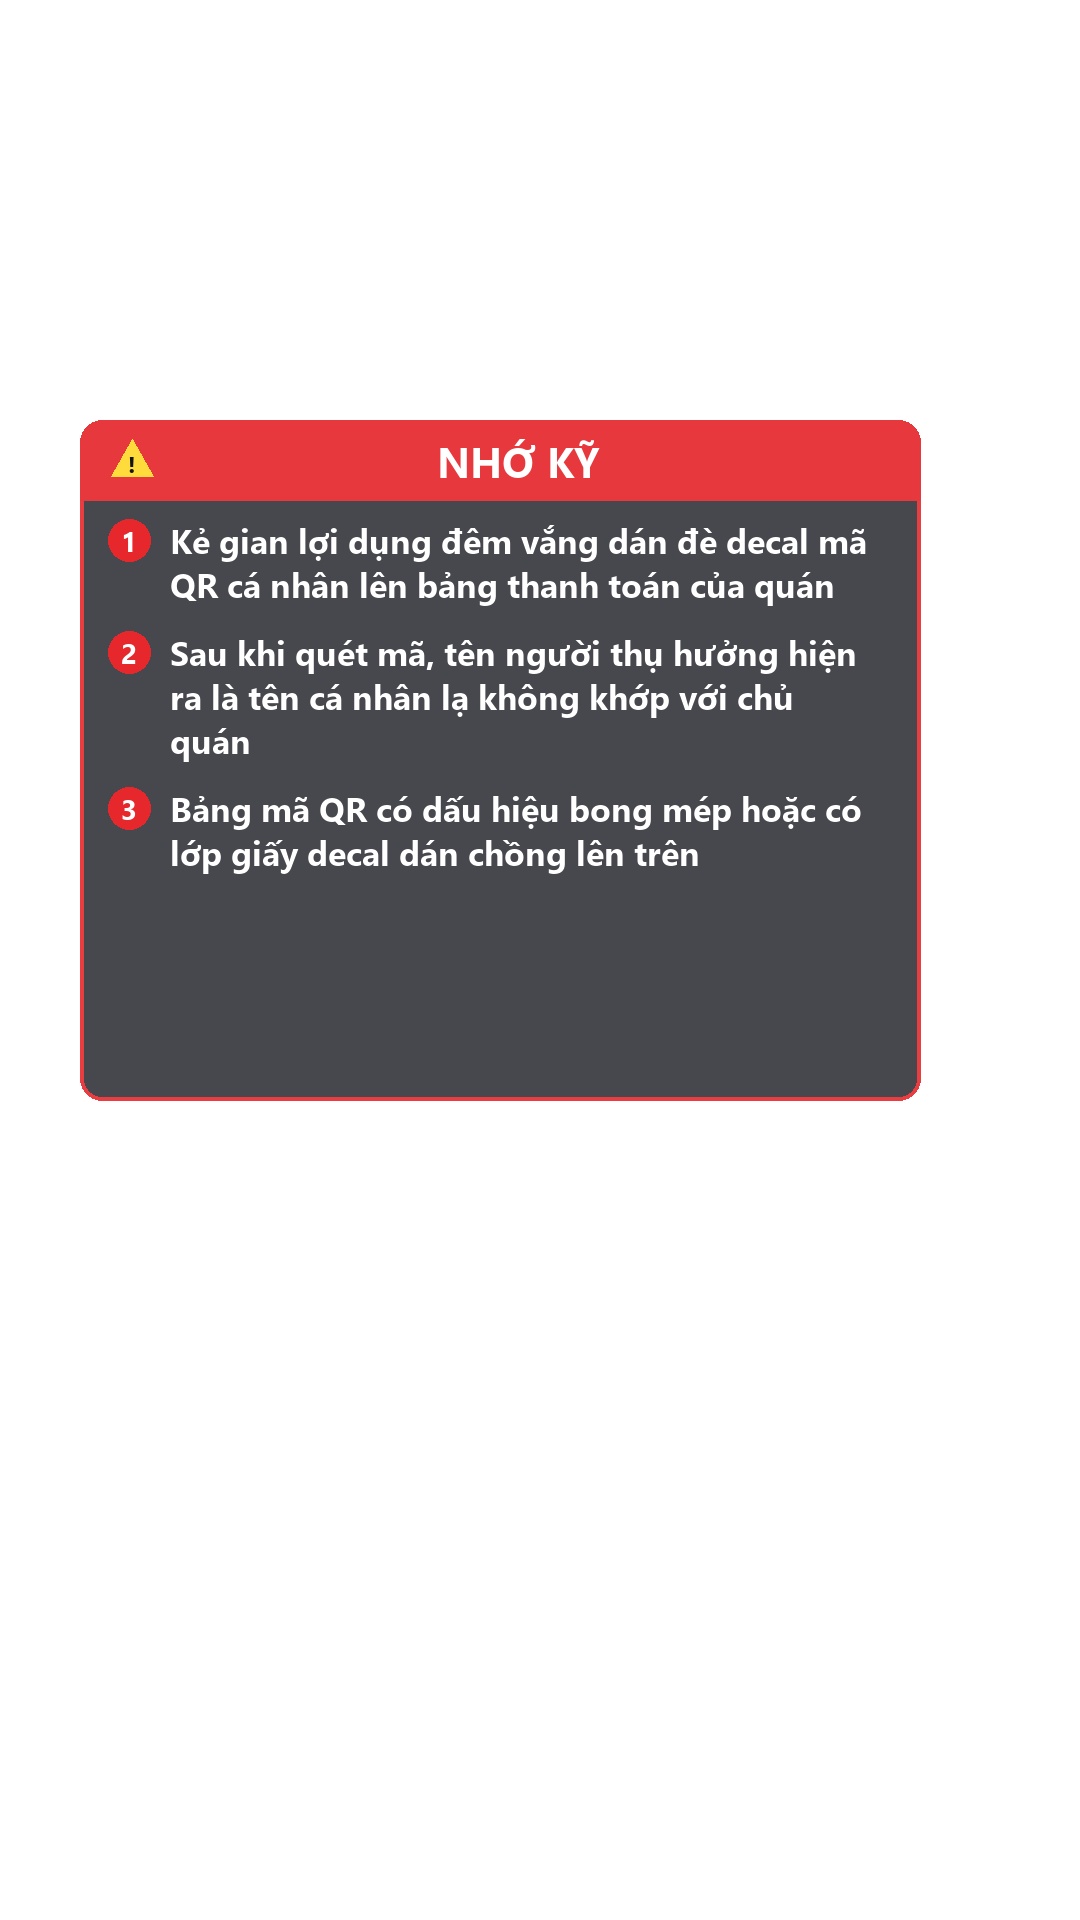 !
NHỚ KỸ
1 Kẻ gian lợi dụng đêm vắng dán đè decal mã
QR cá nhân lên bảng thanh toán của quán
2 Sau khi quét mã, tên người thụ hưởng hiện
ra là tên cá nhân lạ không khớp với chủ
quán
3 Bảng mã QR có dấu hiệu bong mép hoặc có
lớp giấy decal dán chồng lên trên